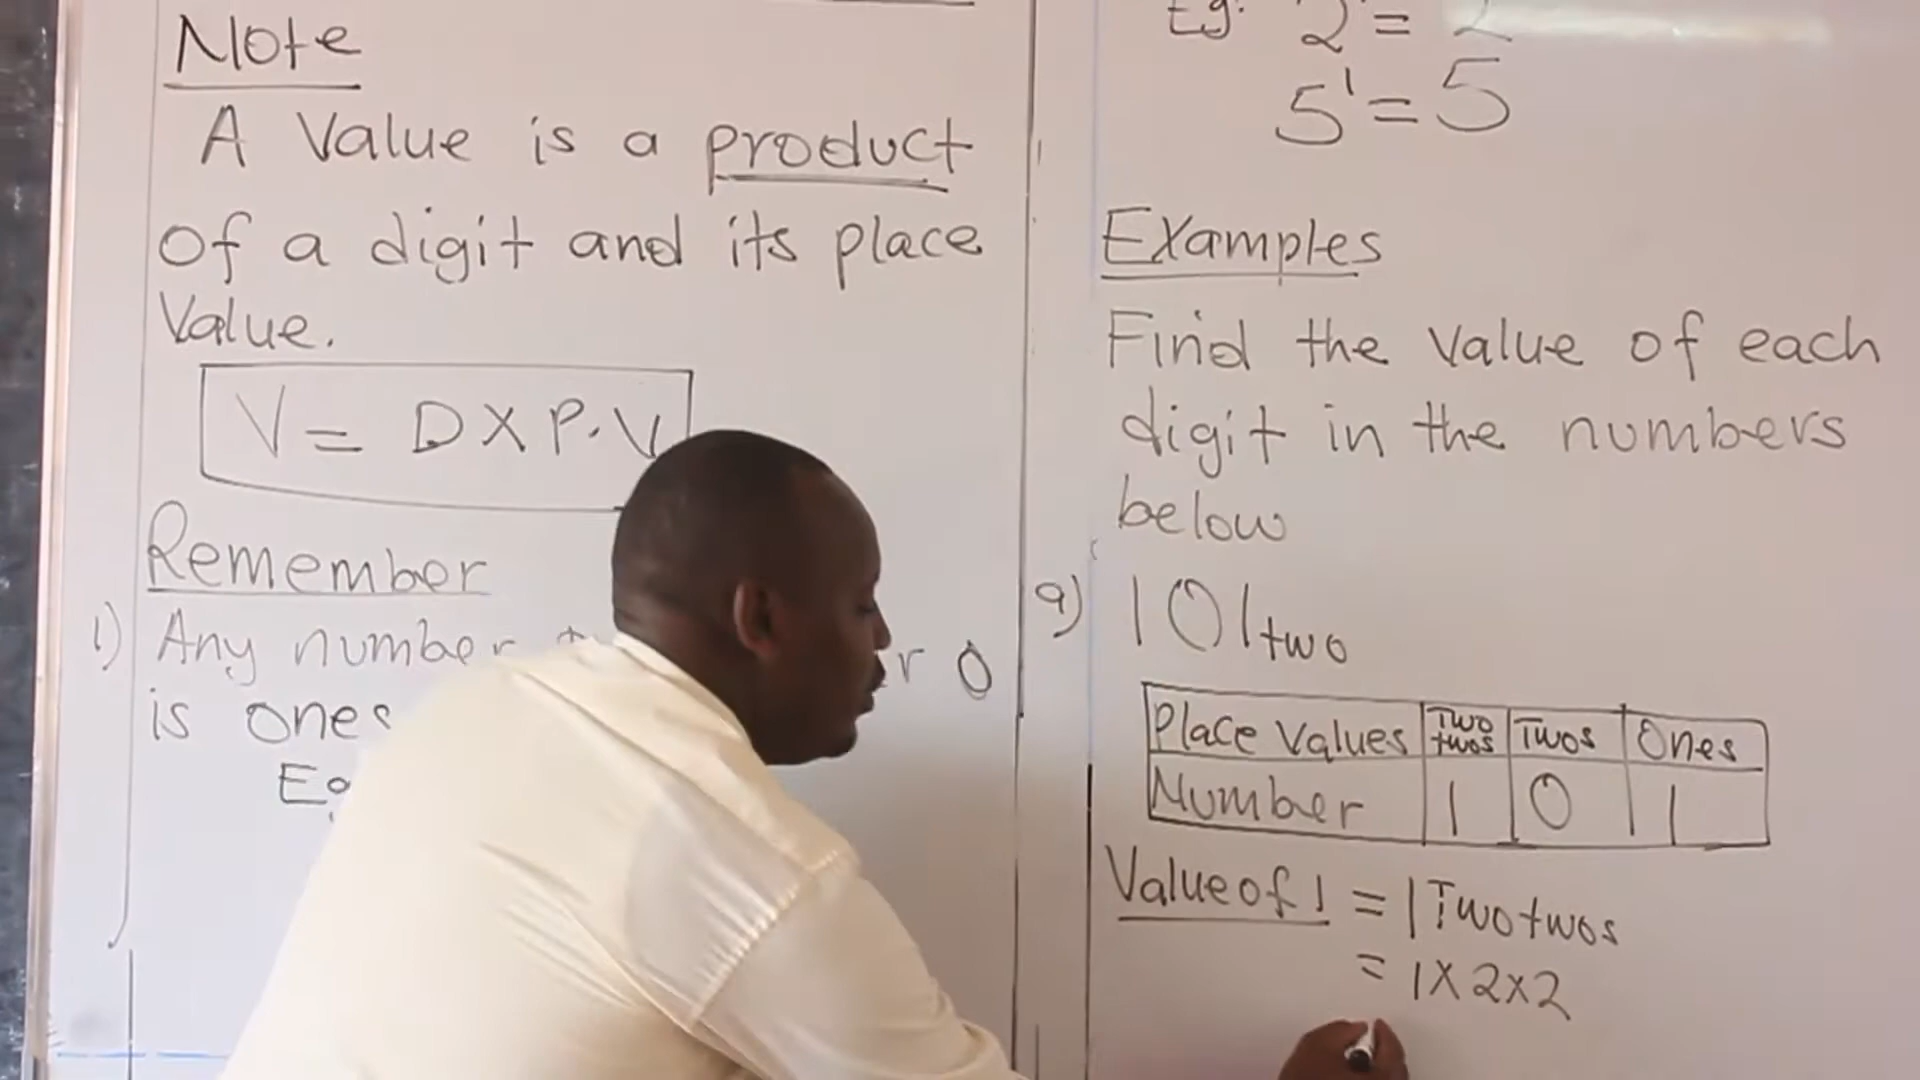 Note
A Value is a product
of a digit and its place
Value.
V = D X P.V
Remember
1) Any number
r 0
is ones
Eg
Eg. 2 = 2
5¹ = 5
Examples
Find the value of each
digit in the numbers
below
a) 101two
Place Values Two twos Twos Ones
Number 1 0 1
Value of 1 = 1 Two twos
= 1 X 2 X 2